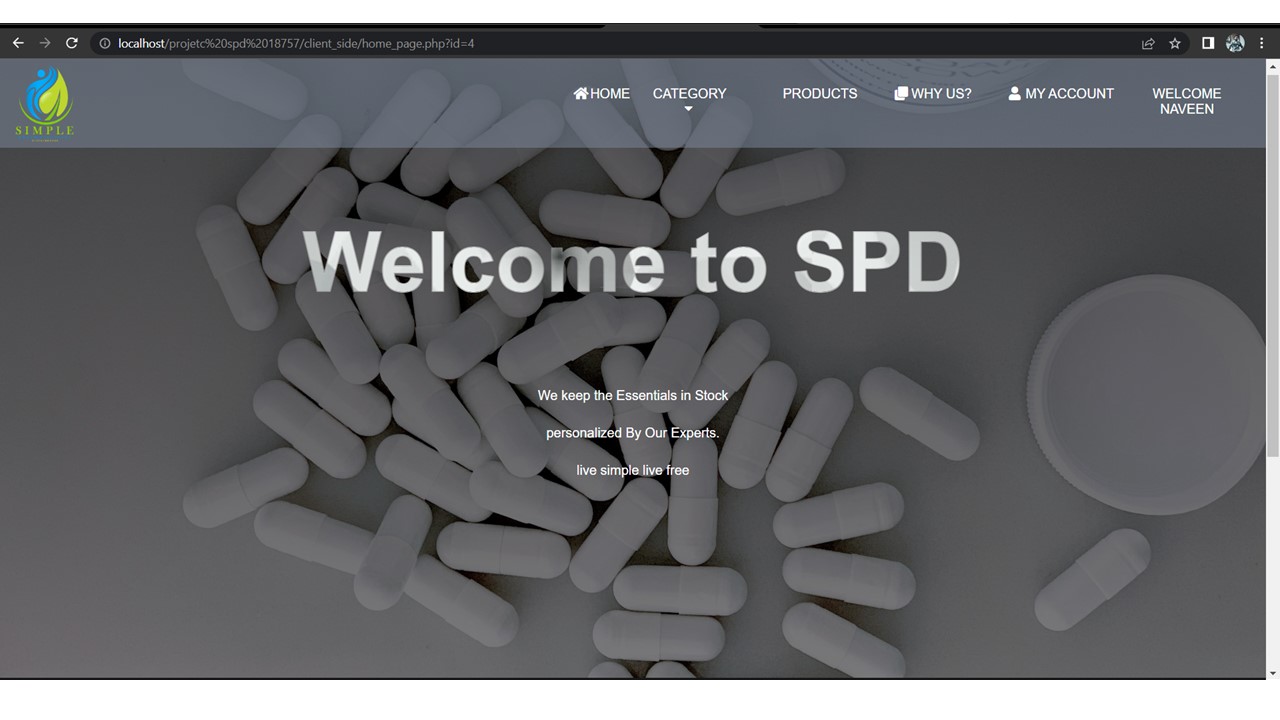 localhost/projetc%20spd%2018757/client_side/home_page.php?id=4
SIMPLE
HOME
CATEGORY
PRODUCTS
WHY US?
MY ACCOUNT
WELCOME
NAVEEN
Welcome to SPD
We keep the Essentials in Stock
personalized By Our Experts.
live simple live free